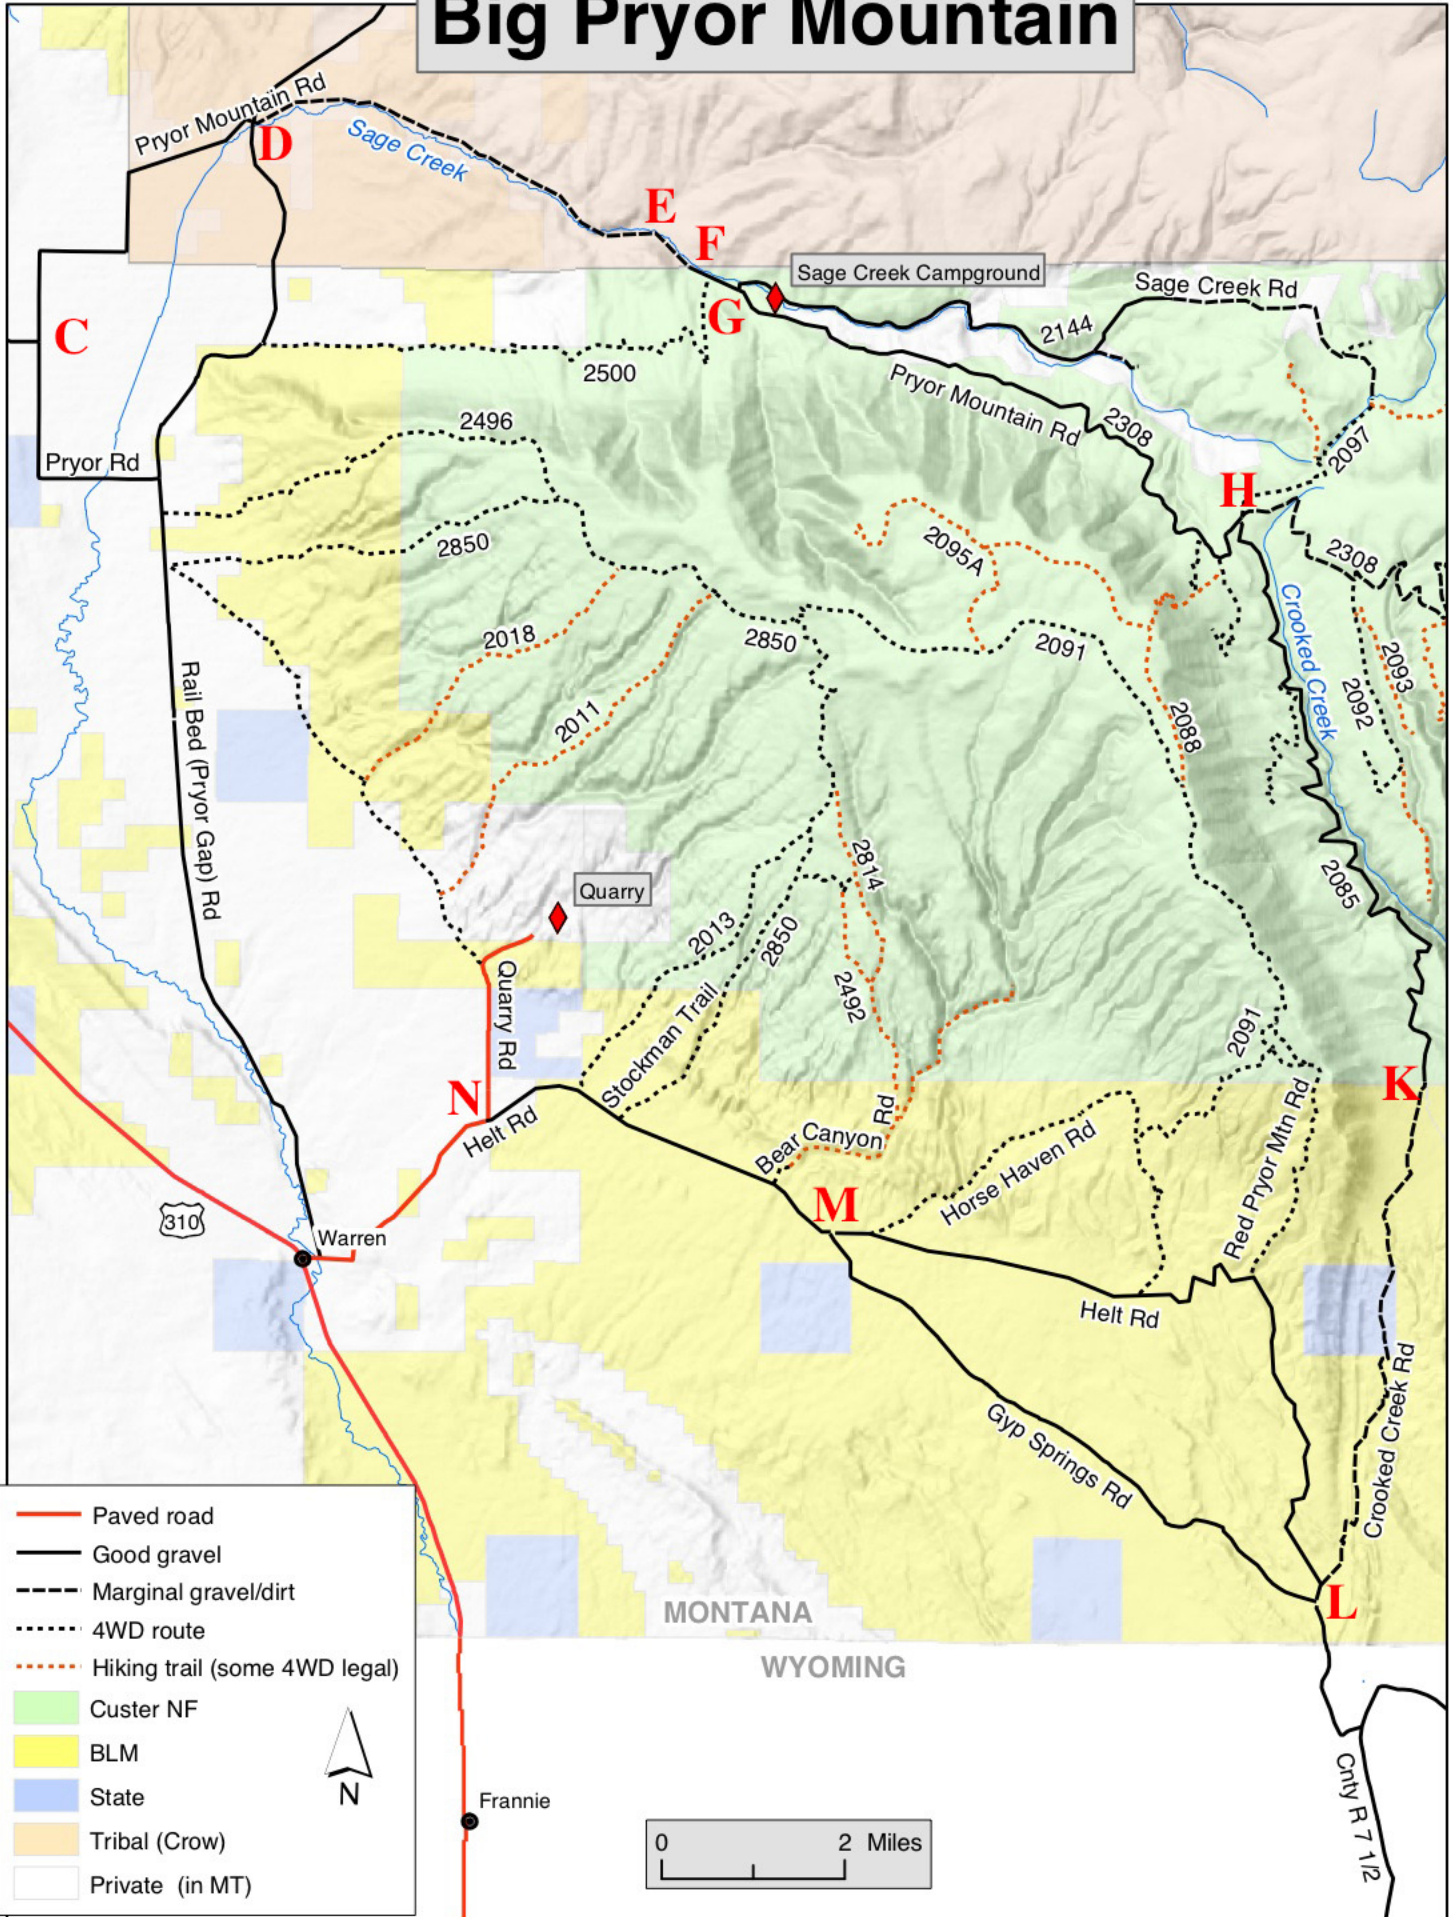 Big Pryor Mountain
Pryor Mountain Rd
D
Sage Creek
E
F
Sage Creek Campground
G
Sage Creek Rd
C
2144
2500
Pryor Mountain Rd
2308
2496
2097
Pryor Rd
H
2850
2095A
2308
Crooked Creek
2018
2850
2091
2093
2092
2011
2088
Rail Bed (Pryor Gap) Rd
2814
2085
Quarry
2013
2850
2492
Quarry Rd
Stockman Trail
2091
N
K
Helt Rd
Bear Canyon Rd
Horse Haven Rd
Red Pryor Mtn Rd
M
310
Warren
Helt Rd
Gyp Springs Rd
Crooked Creek Rd
L
MONTANA
WYOMING
Paved road
Good gravel
Marginal gravel/dirt
4WD route
Hiking trail (some 4WD legal)
Custer NF
BLM
State
Tribal (Crow)
Private (in MT)
N
Frannie
0 2 Miles
Cnty R 7 1/2